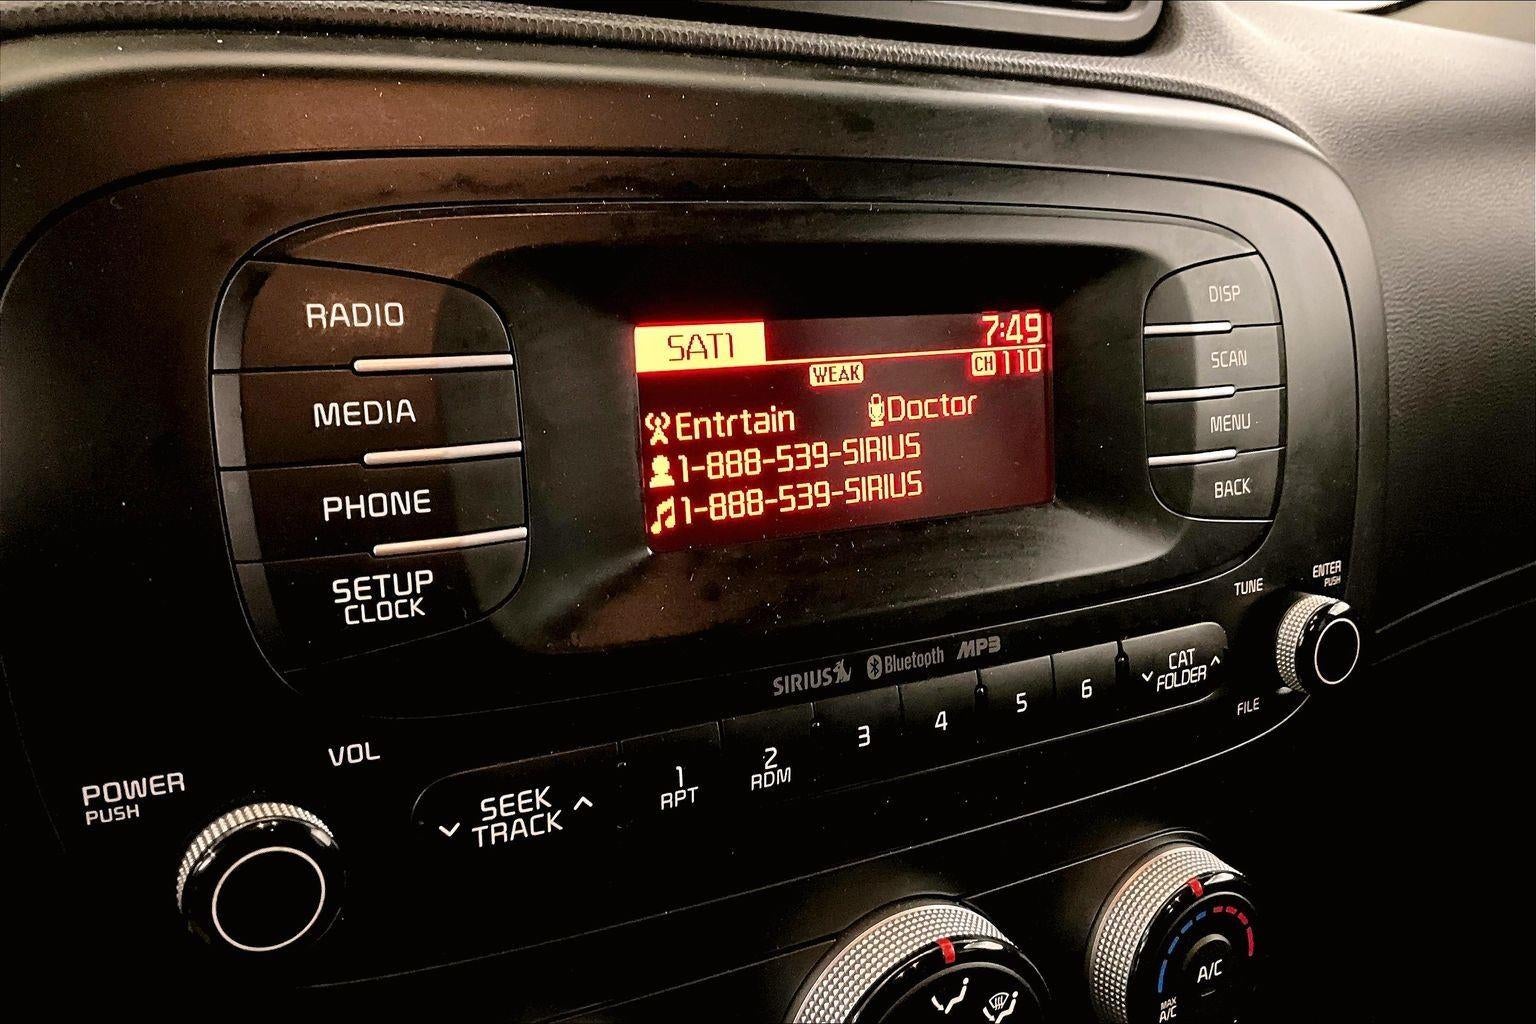 RADIO
MEDIA
PHONE
SETUP
CLOCK
SAT1
7:49
WEAK
CH 110
Entrtain
Doctor
1-888-539-SIRIUS
1-888-539-SIRIUS
DISP
SCAN
MENU
BACK
SIRIUS Bluetooth MP3
POWER
PUSH
VOL
SEEK
TRACK
1
RPT
2
RDM
3
4
5
6
CAT
FOLDER
TUNE
ENTER
PUSH
FILE
A/C
MAX
A/C